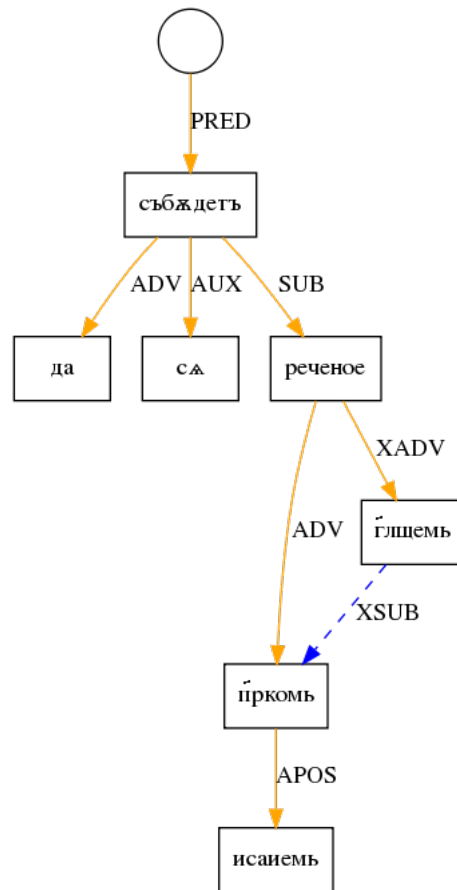 PRED
събѫдетъ
ADV AUX SUB
да сѧ реченое
XADV
г҃лщемь
ADV
XSUB
п҃ркомь
APOS
исаиемь